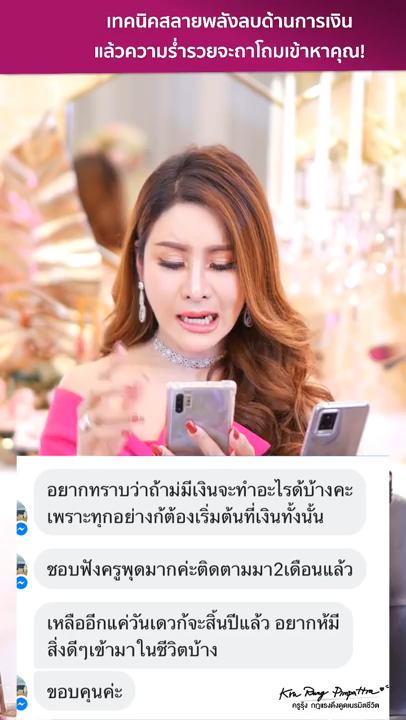 เทคนิคสลายพลังลบด้านการเงิน
แล้วความร่ำรวยจะถาโถมเข้าหาคุณ!
อยากทราบว่าถ้าม่มีเงินจะทำอะไรด้บ้างคะ
เพราะทุกอย่างก้ต้องเริ่มต้นที่เงินทั้งนั้น
ชอบฟังครูพุดมากค่ะติดตามมา2เดือนแล้ว
เหลืออีกแค่วันเดวก้จะสิ้นปีแล้ว อยากห้มี
สิ่งดีๆเข้ามาในชีวิตบ้าง
ขอบคุนค่ะ
ครูรุ้ง กฎแรงดึงดูดเนรมิตชีวิต